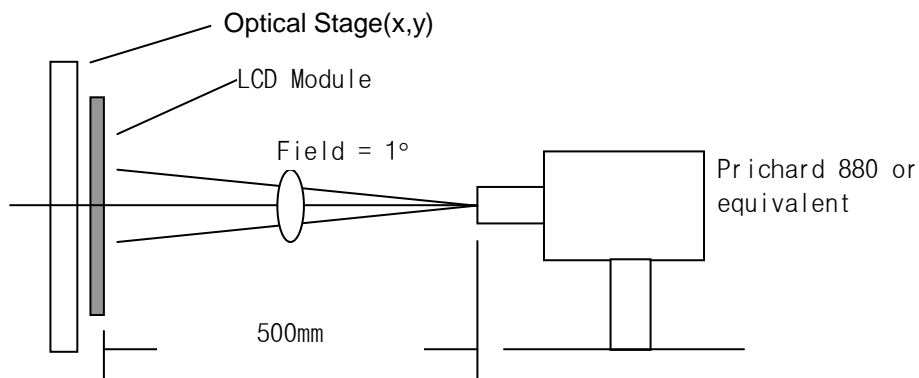 Optical Stage(x,y)
LCD Module
Field = 1°
Prichard 880 or
equivalent
500mm